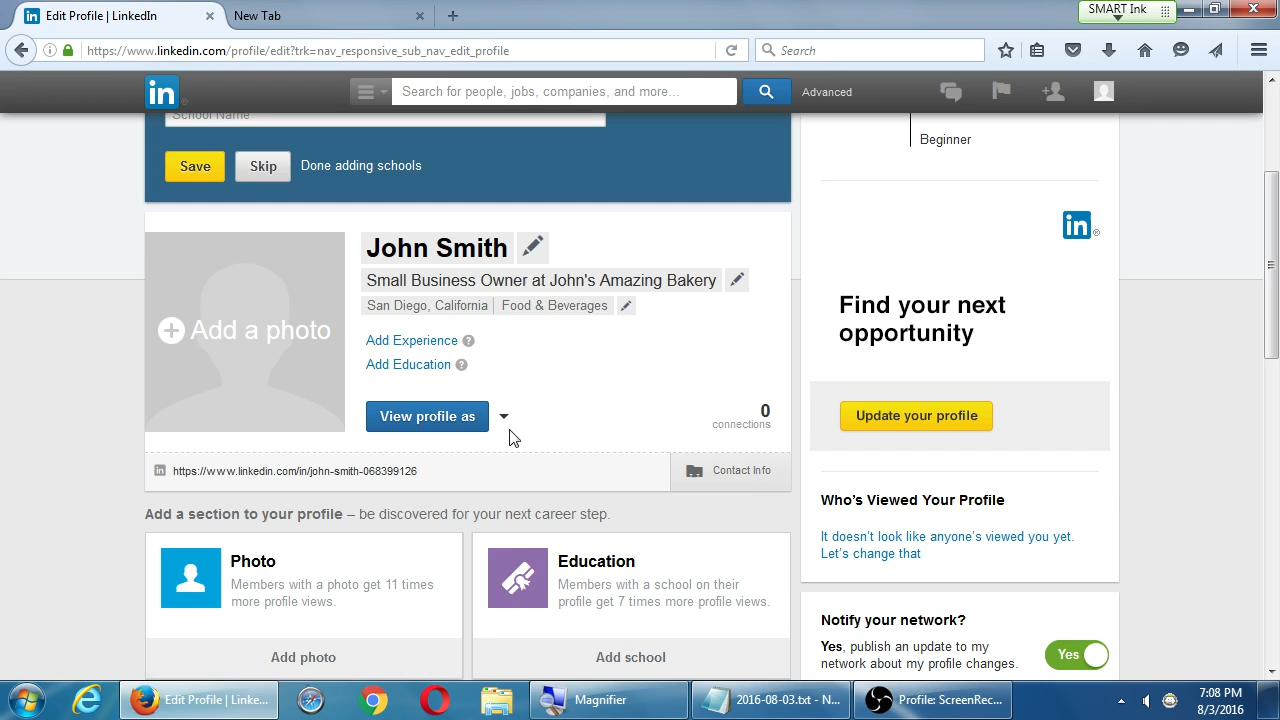 Edit Profile | LinkedIn
New Tab
SMART Ink
https://www.linkedin.com/profile/edit?trk=nav_responsive_sub_nav_edit_profile
Search
in
Search for people, jobs, companies, and more...
Advanced
School Name
Save
Skip
Done adding schools
Beginner
in
John Smith
Small Business Owner at John's Amazing Bakery
San Diego, California
Food & Beverages
Add a photo
Add Experience
Add Education
View profile as
0
connections
https://www.linkedin.com/in/john-smith-068399126
Contact Info
Find your next
opportunity
Update your profile
Who's Viewed Your Profile
It doesn't look like anyone's viewed you yet.
Let's change that
Add a section to your profile – be discovered for your next career step.
Photo
Members with a photo get 11 times
more profile views.
Add photo
Education
Members with a school on their
profile get 7 times more profile views.
Add school
Notify your network?
Yes, publish an update to my
network about my profile changes.
Yes
Edit Profile | Linke...
Magnifier
2016-08-03.txt - N...
Profile: ScreenRec...
7:08 PM
8/3/2016